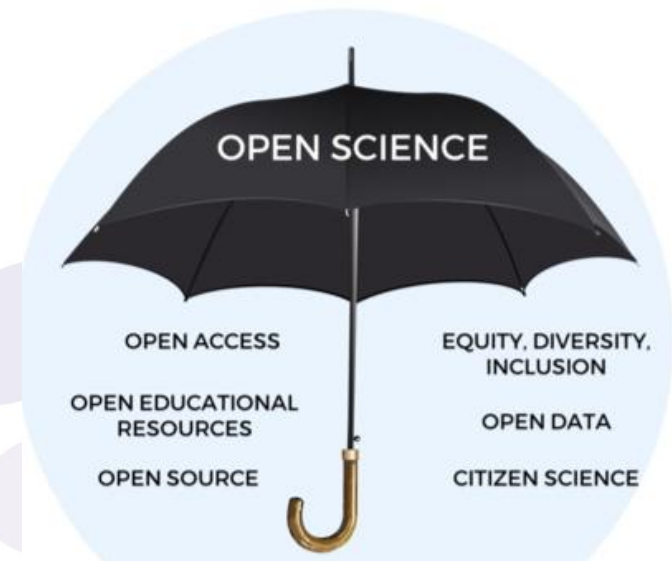 OPEN SCIENCE
OPEN ACCESS
OPEN EDUCATIONAL
RESOURCES
OPEN SOURCE
EQUITY, DIVERSITY,
INCLUSION
OPEN DATA
CITIZEN SCIENCE